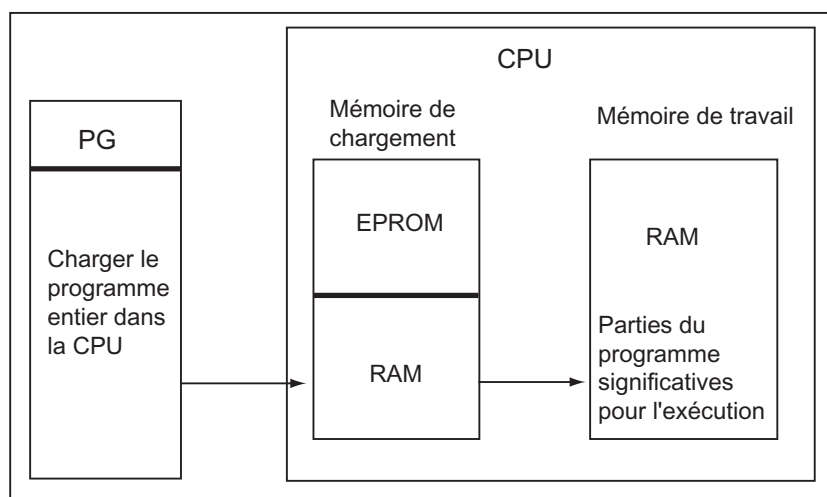 CPU
Mémoire de
chargement
Mémoire de travail
PG
EPROM
RAM
Charger le
programme
entier dans
la CPU
RAM
Parties du
programme
significatives
pour l'exécution